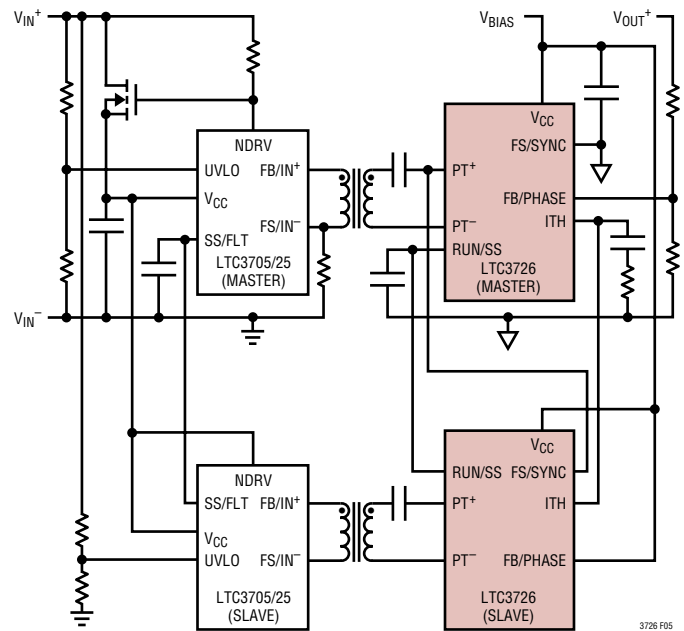 VIN+
VBIAS
VOUT+
NDRV
UVLO
FB/IN+
VCC
FS/IN−
SS/FLT
LTC3705/25
(MASTER)
VCC
FS/SYNC
PT+
FB/PHASE
PT−
ITH
RUN/SS
LTC3726
(MASTER)
VIN−
NDRV
SS/FLT
FB/IN+
VCC
UVLO
FS/IN−
LTC3705/25
(SLAVE)
VCC
RUN/SS
FS/SYNC
PT+
ITH
PT−
FB/PHASE
LTC3726
(SLAVE)
3726 F05